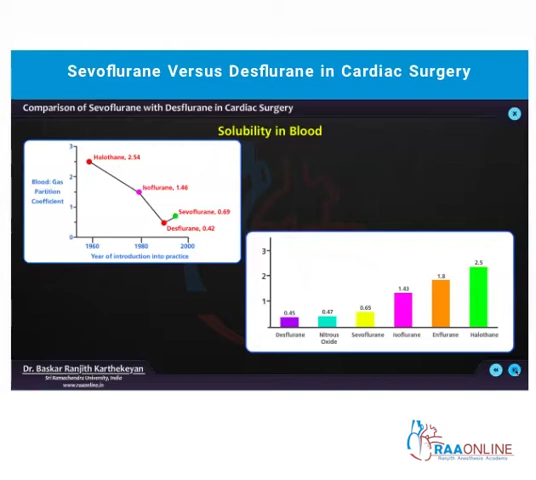 Sevoflurane Versus Desflurane in Cardiac Surgery
Comparison of Sevoflurane with Desflurane in Cardiac Surgery
X
Solubility in Blood
3
2
1
0
Blood: Gas
Partition
Coefficient
Halothane, 2.54
Isoflurane, 1.46
Sevoflurane, 0.69
Desflurane, 0.42
1960 1980 2000
Year of introduction into practice
3
2
1
0.45 0.47 0.65 1.43 1.8 2.5
Desflurane Nitrous Oxide Sevoflurane Isoflurane Enflurane Halothane
Dr. Baskar Ranjith Karthekeyan
Sri Ramachandra University, India
www.raaonline.in
RAAONLINE
Ranjith Anesthesia Academy